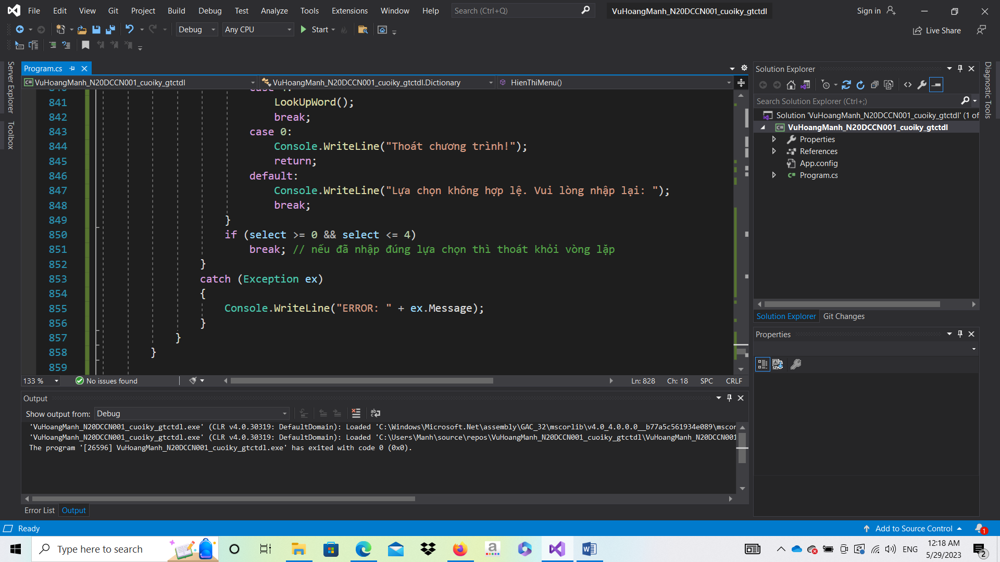 File Edit View Git Project Build Debug Test Analyze Tools Extensions Window Help Search (Ctrl+Q) VuHoangManh_N20DCCN001_cuoiky_gtctdl Sign in
Debug Any CPU Start Live Share
Server Explorer
Toolbox
Program.cs
VuHoangManh_N20DCCN001_cuoiky_gtctdl VuHoangManh_N20DCCN001_cuoiky_gtctdl.Dictionary HienThiMenu()
841 LookUpWord();
842 break;
843 case 0:
844 Console.WriteLine("Thoát chương trình!");
845 return;
846 default:
847 Console.WriteLine("Lựa chọn không hợp lệ. Vui lòng nhập lại: ");
848 break;
849 }
850 if (select >= 0 && select <= 4)
851 break; // nếu đã nhập đúng lựa chọn thì thoát khỏi vòng lặp
852 }
853 catch (Exception ex)
854 {
855 Console.WriteLine("ERROR: " + ex.Message);
856 }
857 }
858 }
859
133 % No issues found Ln: 828 Ch: 18 SPC CRLF
Output
Show output from: Debug
'VuHoangManh_N20DCCN001_cuoiky_gtctdl.exe' (CLR v4.0.30319: DefaultDomain): Loaded 'C:\Windows\Microsoft.Net\assembly\GAC_32\mscorlib\v4.0_4.0.0.0__b77a5c561934e089\mscor
'VuHoangManh_N20DCCN001_cuoiky_gtctdl.exe' (CLR v4.0.30319: DefaultDomain): Loaded 'C:\Users\Manh\source\repos\VuHoangManh_N20DCCN001_cuoiky_gtctdl\VuHoangManh_N20DCCN001
The program '[26596] VuHoangManh_N20DCCN001_cuoiky_gtctdl.exe' has exited with code 0 (0x0).
Error List Output
Solution Explorer
Search Solution Explorer (Ctrl+;)
Solution 'VuHoangManh_N20DCCN001_cuoiky_gtctdl' (1 of
VuHoangManh_N20DCCN001_cuoiky_gtctdl
Properties
References
App.config
Program.cs
Solution Explorer Git Changes
Properties
Diagnostic Tools
Ready Add to Source Control 1
Type here to search ENG 12:18 AM
5/29/2023 2